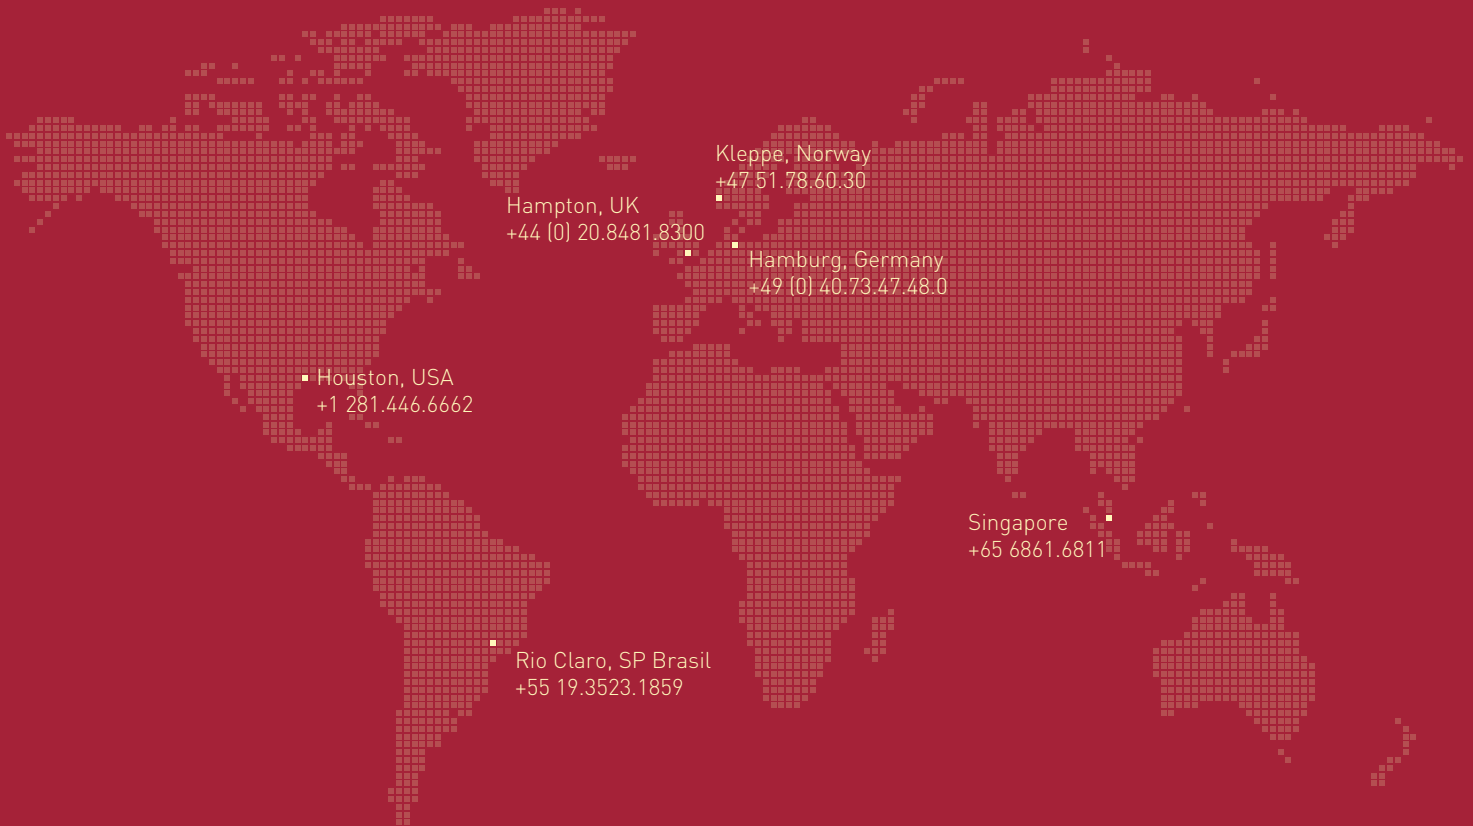 Kleppe, Norway
+47 51.78.60.30
Hampton, UK
+44 (0) 20.8481.8300
Hamburg, Germany
+49 (0) 40.73.47.48.0
Houston, USA
+1 281.446.6662
Singapore
+65 6861.6811
Rio Claro, SP Brasil
+55 19.3523.1859